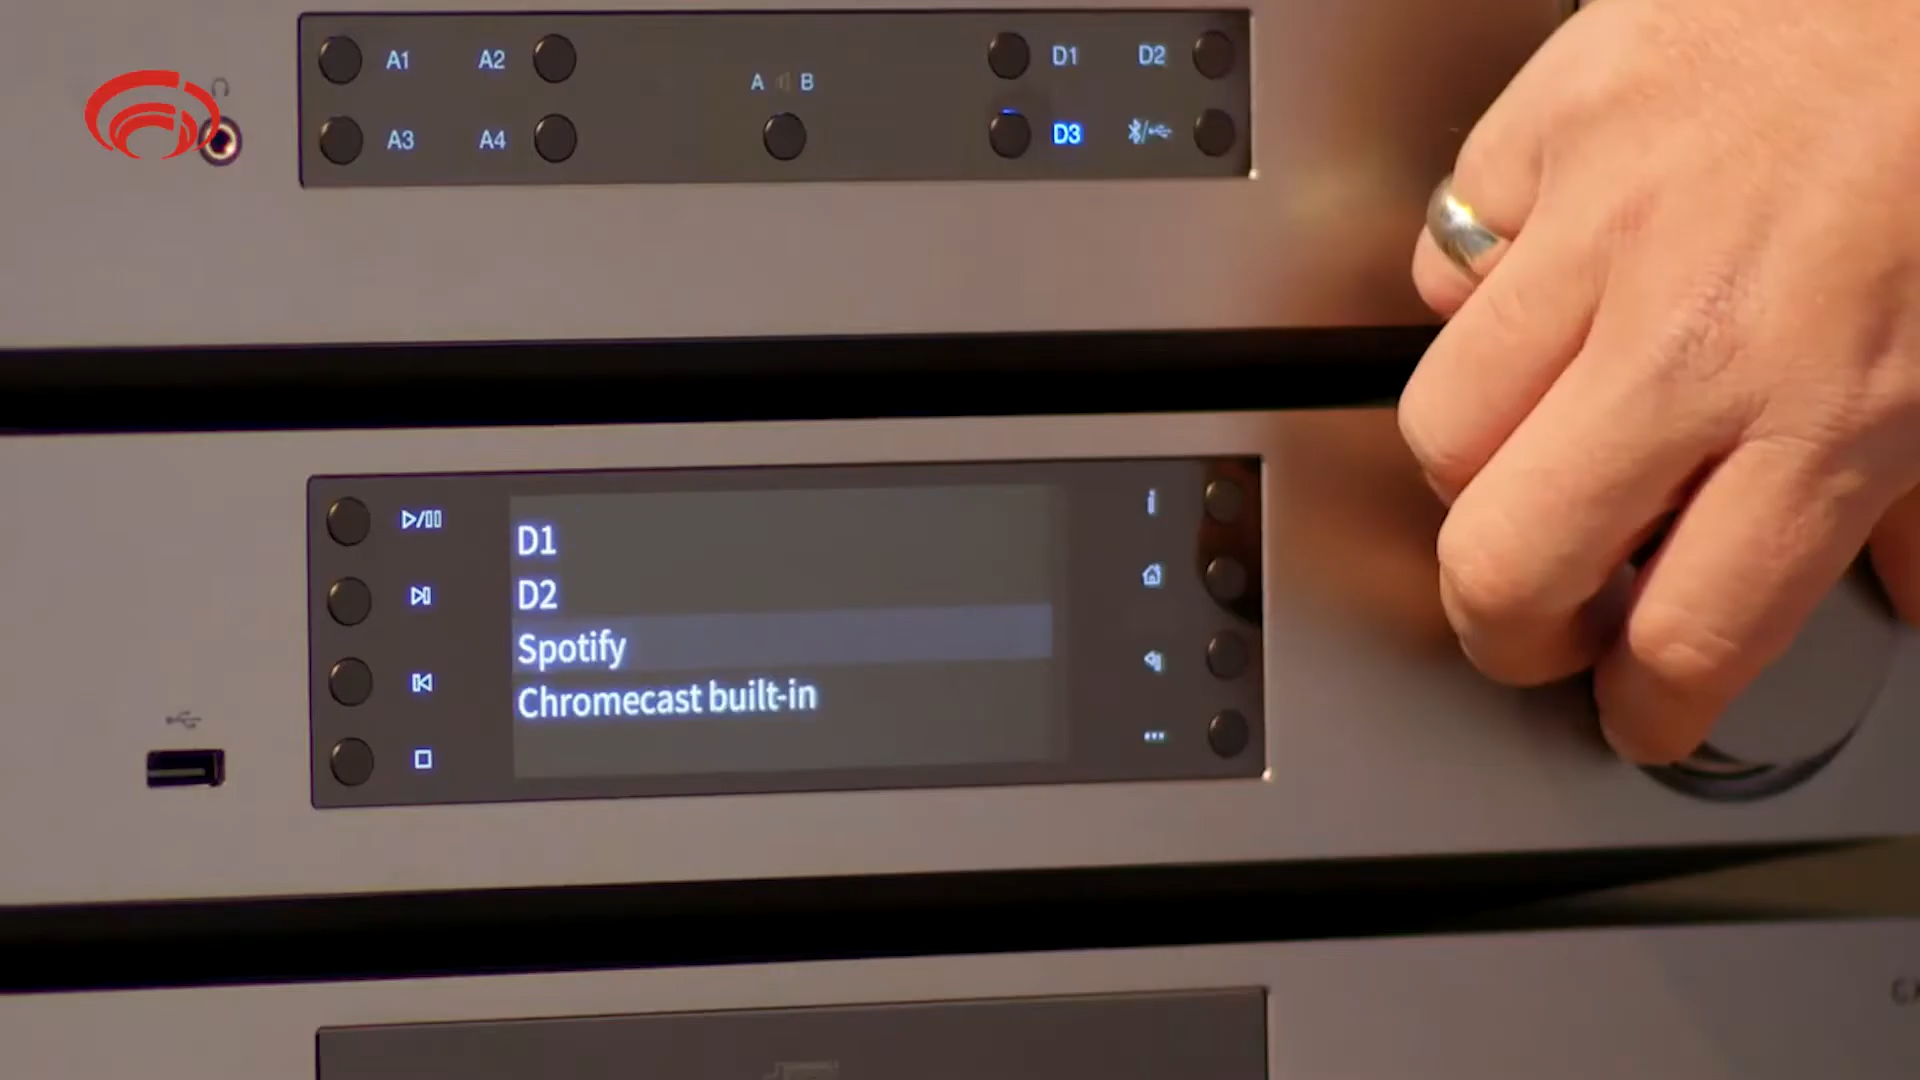 A1 A2
A B
D1 D2
A3 A4
D3
D1
D2
Spotify
Chromecast built-in
i